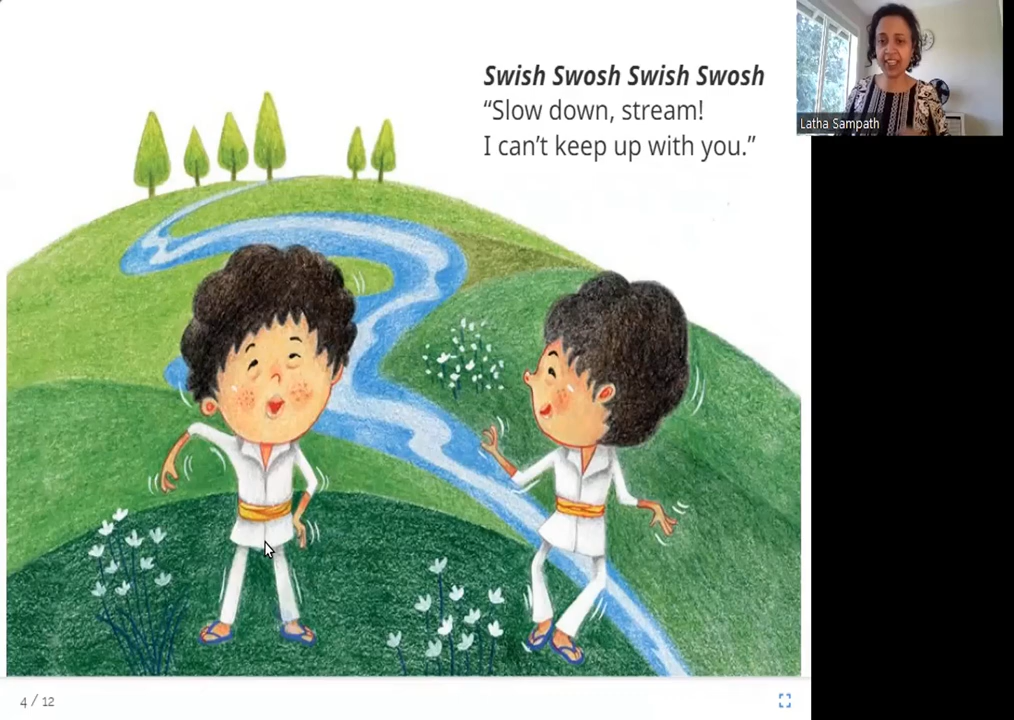 Swish Swosh Swish Swosh
“Slow down, stream!
I can’t keep up with you.”
Latha Sampath
4 / 12